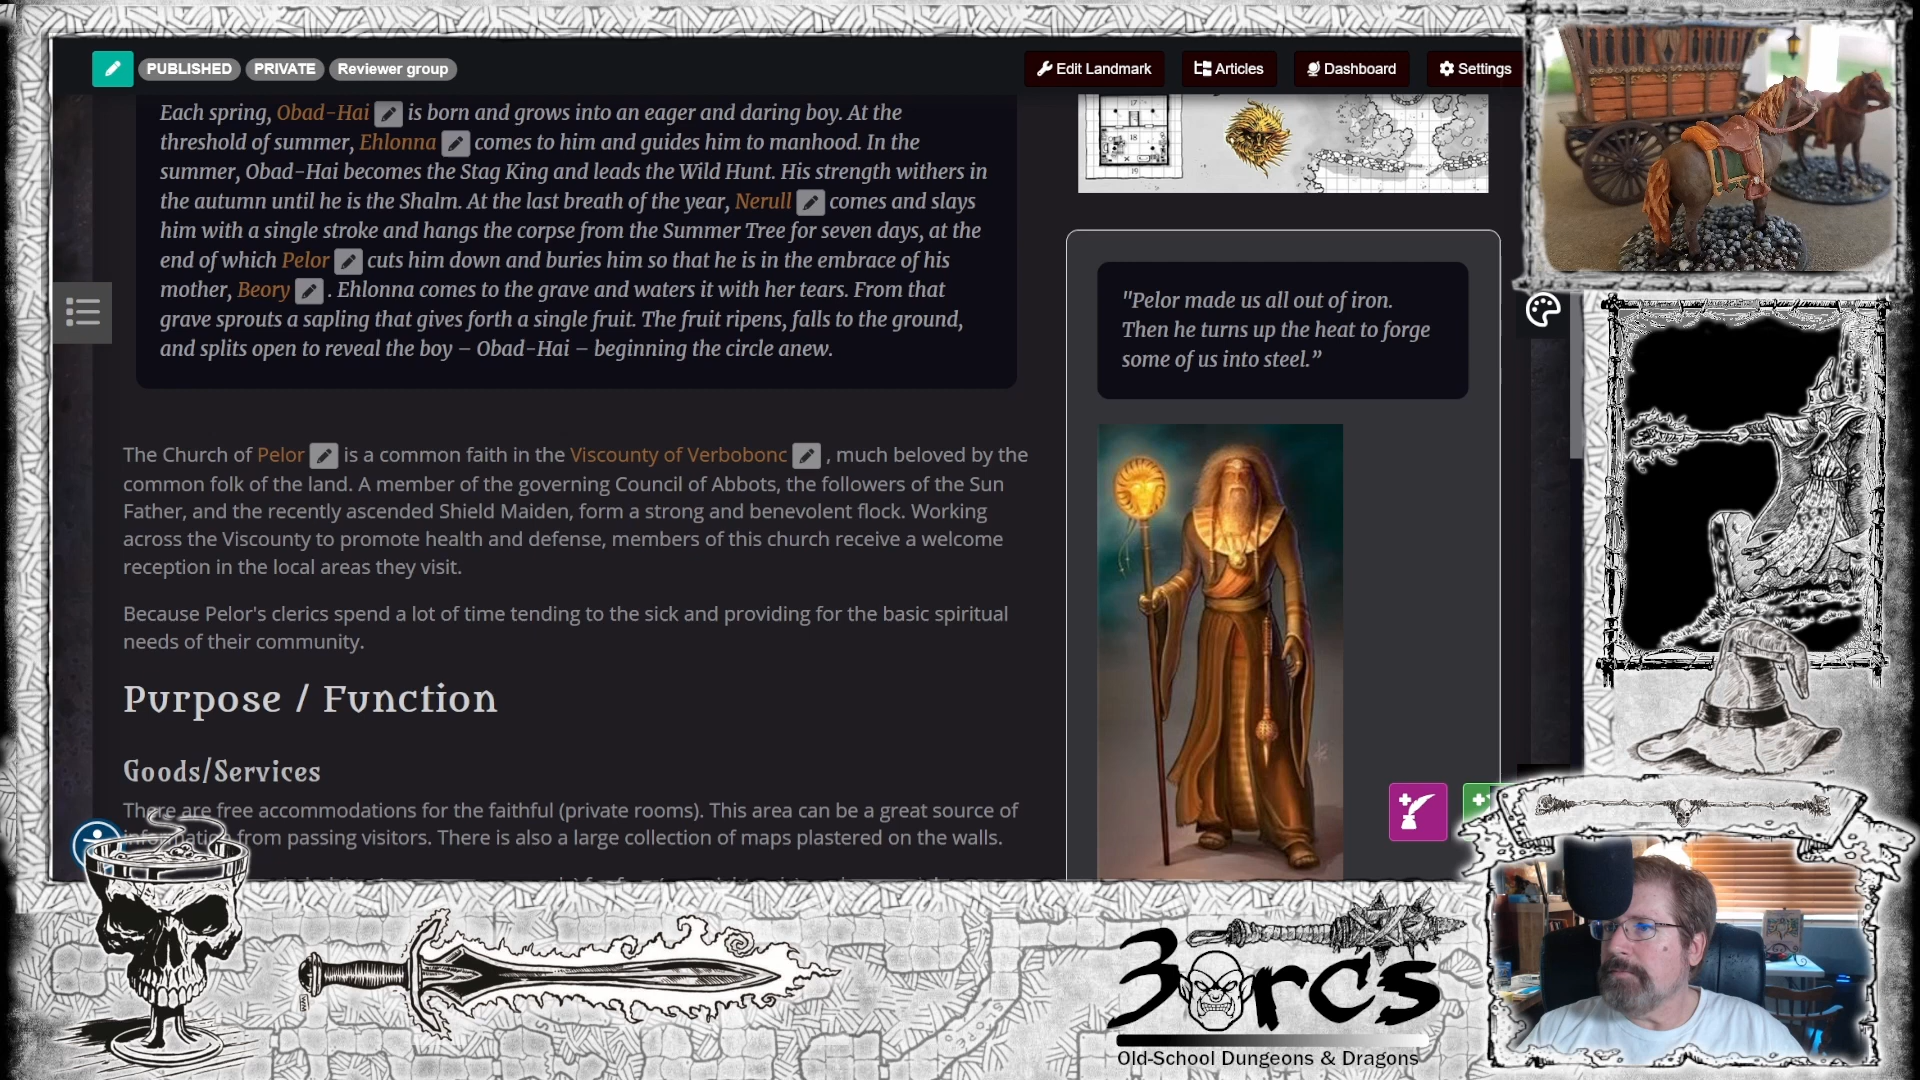 PUBLISHED PRIVATE Reviewer group
Edit Landmark Articles Dashboard Settings
Each spring, Obad-Hai is born and grows into an eager and daring boy. At the
threshold of summer, Ehlonna comes to him and guides him to manhood. In the
summer, Obad-Hai becomes the Stag King and leads the Wild Hunt. His strength withers in
the autumn until he is the Shalm. At the last breath of the year, Nerull comes and slays
him with a single stroke and hangs the corpse from the Summer Tree for seven days, at the
end of which Pelor cuts him down and buries him so that he is in the embrace of his
mother, Beory . Ehlonna comes to the grave and waters it with her tears. From that
grave sprouts a sapling that gives forth a single fruit. The fruit ripens, falls to the ground,
and splits open to reveal the boy – Obad-Hai – beginning the circle anew.
The Church of Pelor is a common faith in the Viscounty of Verbobonc , much beloved by the
common folk of the land. A member of the governing Council of Abbots, the followers of the Sun
Father, and the recently ascended Shield Maiden, form a strong and benevolent flock. Working
across the Viscounty to promote health and defense, members of this church receive a welcome
reception in the local areas they visit.
Because Pelor's clerics spend a lot of time tending to the sick and providing for the basic spiritual
needs of their community.
Purpose / Function
Goods/Services
There are free accommodations for the faithful (private rooms). This area can be a great source of
information from passing visitors. There is also a large collection of maps plastered on the walls.
17
18
19
"Pelor made us all out of iron.
Then he turns up the heat to forge
some of us into steel.”
3 orcs
Old-School Dungeons & Dragons